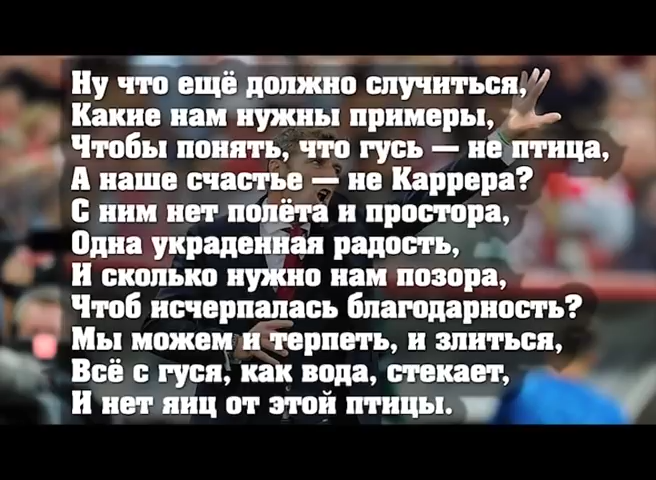 Ну что ещё должно случиться,
Какие нам нужны примеры,
Чтобы понять, что гусь — не птица,
А наше счастье — не Каррера?
С ним нет полёта и простора,
Одна украденная радость,
И сколько нужно нам позора,
Чтоб исчерпалась благодарность?
Мы можем и терпеть, и злиться,
Всё с гуся, как вода, стекает,
И нет яиц от этой птицы.